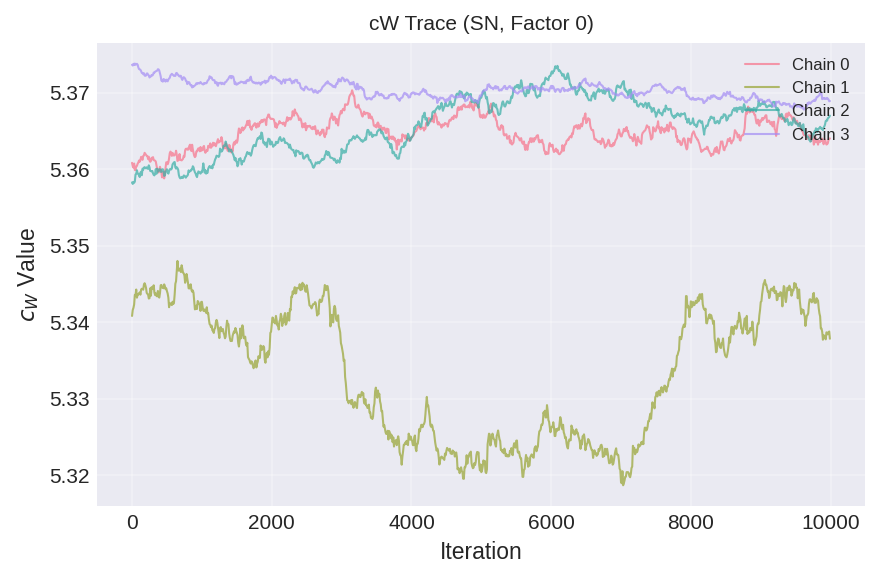 cW Trace (SN, Factor 0)
Chain 0
Chain 1
Chain 2
Chain 3
5.37
5.36
5.35
5.34
5.33
5.32
c_W Value
0 2000 4000 6000 8000 10000
Iteration